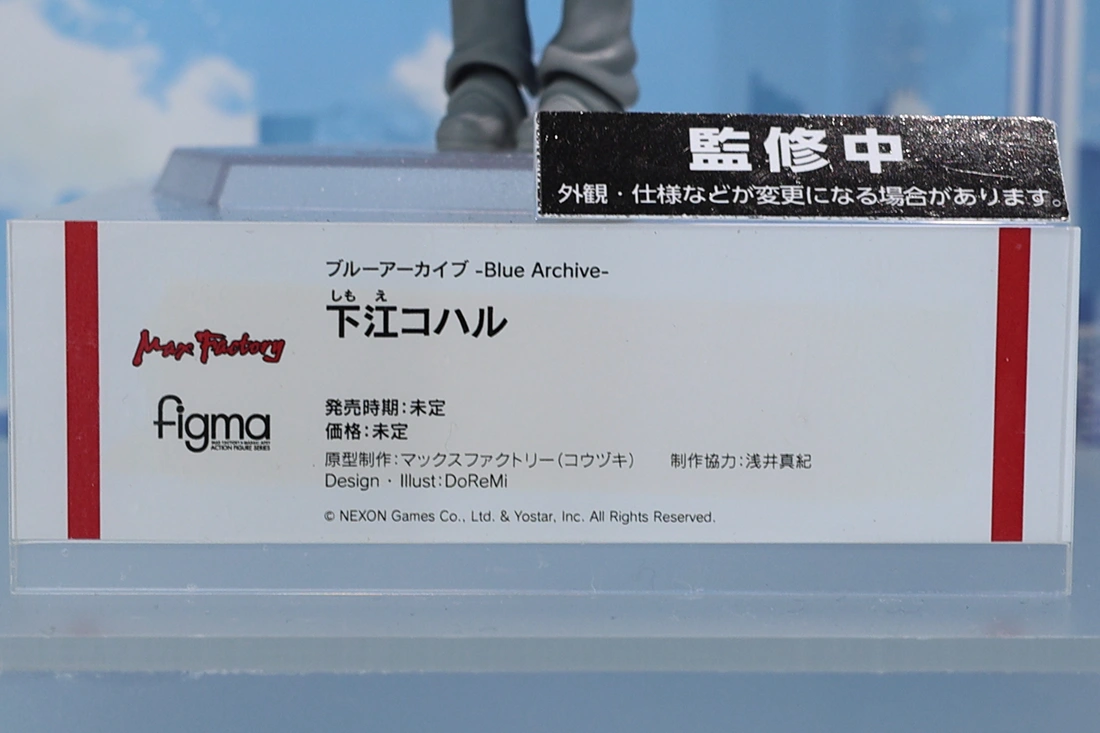 監修中
外観・仕様などが変更になる場合があります。
ブルーアーカイブ -Blue Archive-
しもえ
下江コハル
Max Factory
figma
ACTION FIGURE SERIES
発売時期:未定
価格:未定
原型制作:マックスファクトリー(コウヅキ) 制作協力:浅井真紀
Design・Illust:DoReMi
© NEXON Games Co., Ltd. & Yostar, Inc. All Rights Reserved.